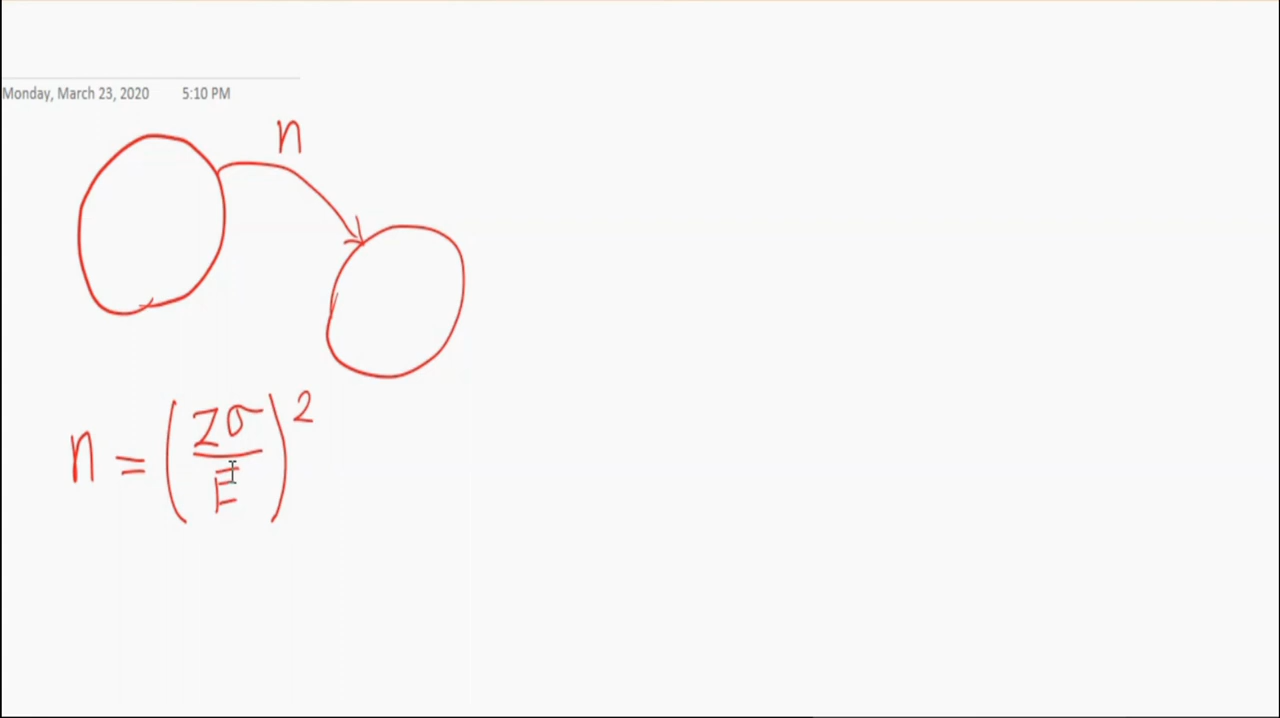 Monday, March 23, 2020 5:10 PM
n
n = (Zσ/E)²